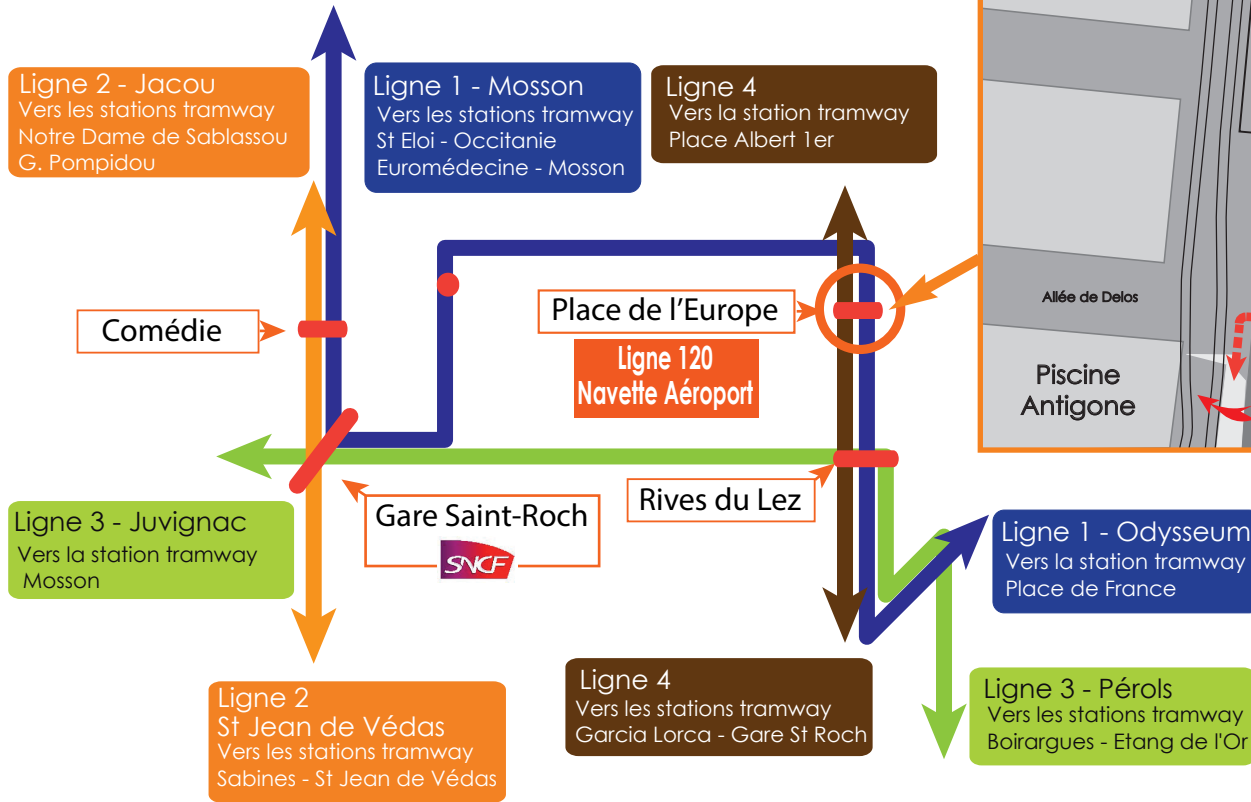 Ligne 2 - Jacou
Vers les stations tramway
Notre Dame de Sablassou
G. Pompidou
Ligne 1 - Mosson
Vers les stations tramway
St Eloi - Occitanie
Euromédecine - Mosson
Ligne 4
Vers la station tramway
Place Albert 1er
Comédie
Place de l'Europe
Ligne 120
Navette Aéroport
Allée de Delos
Piscine
Antigone
Ligne 3 - Juvignac
Vers la station tramway
Mosson
Gare Saint-Roch
SNCF
Rives du Lez
Ligne 1 - Odysseum
Vers la station tramway
Place de France
Ligne 2
St Jean de Védas
Vers les stations tramway
Sabines - St Jean de Védas
Ligne 4
Vers les stations tramway
Garcia Lorca - Gare St Roch
Ligne 3 - Pérols
Vers les stations tramway
Boirargues - Etang de l'Or